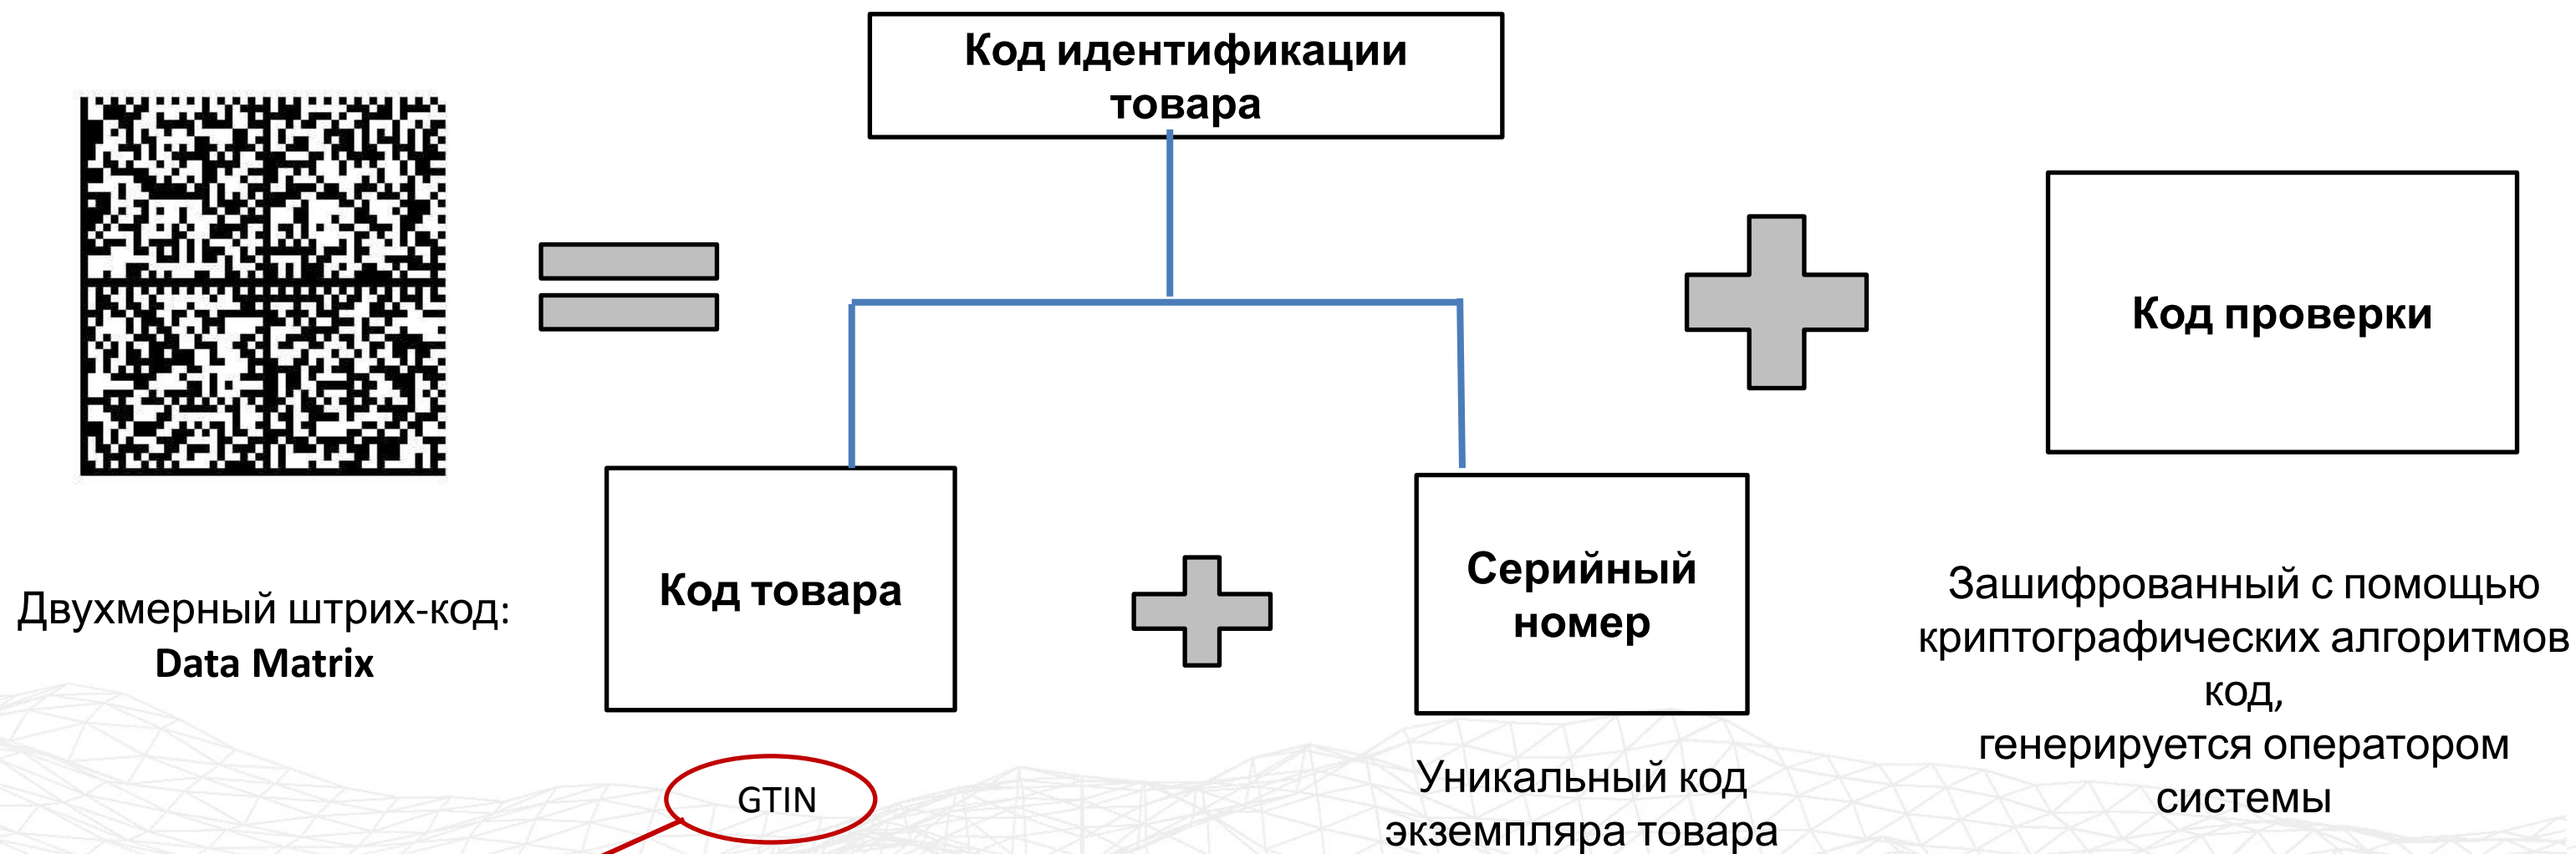 Код идентификации
товара
Код проверки
Код товара
Серийный
номер
Двухмерный штрих-код:
Data Matrix
Зашифрованный с помощью
криптографических алгоритмов
код,
генерируется оператором
системы
GTIN
Уникальный код
экземпляра товара